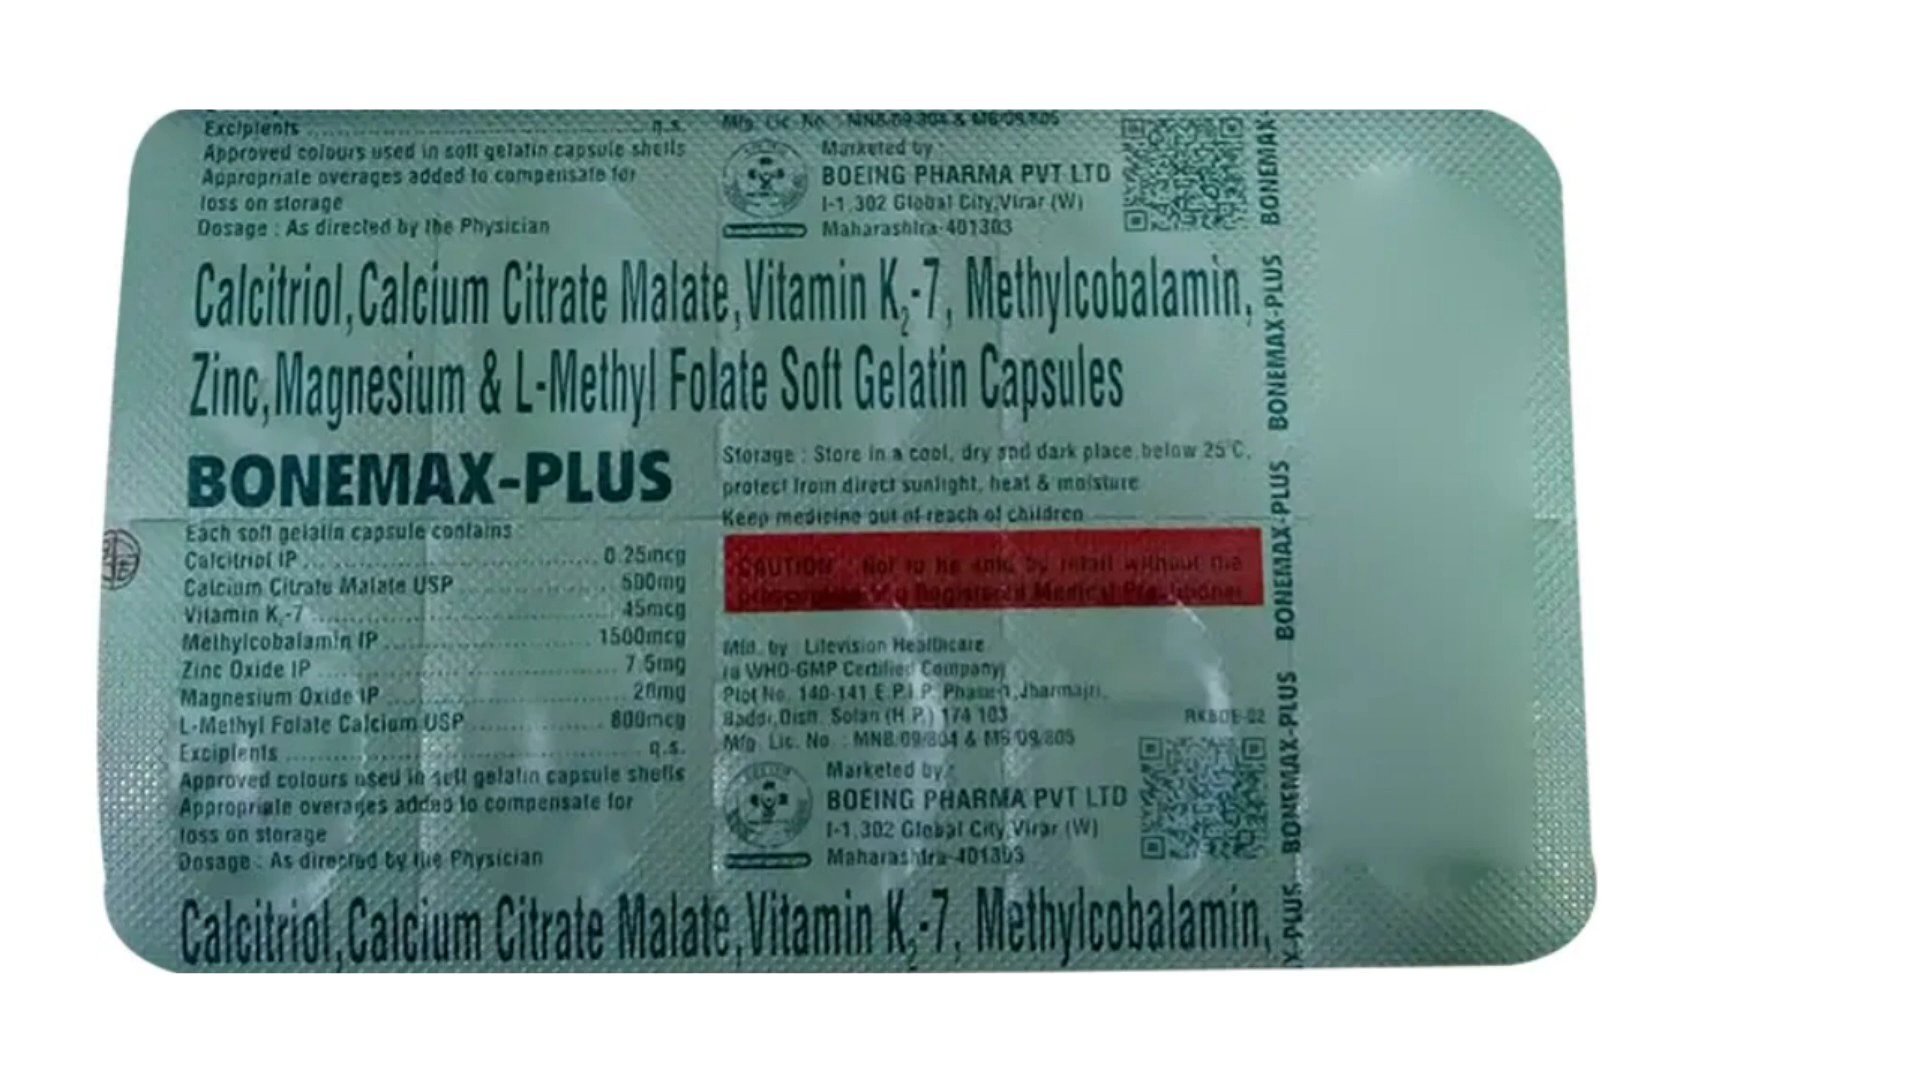 Excipients ........ q.s.
Approved colours used in soft gelatin capsule shells
Appropriate overages added to compensate for
loss on storage
Dosage : As directed by the Physician
Mfg. Lic. No. : MNB/09/804 & MB/09/805
Marketed by :
BOEING PHARMA PVT LTD
I-1, 302 Global City, Virar (W)
Maharashtra-401303
Calcitriol, Calcium Citrate Malate, Vitamin K₂-7, Methylcobalamin,
Zinc, Magnesium & L-Methyl Folate Soft Gelatin Capsules
BONEMAX-PLUS
Each soft gelatin capsule contains :
Calcitriol IP ........ 0.25mcg
Calcium Citrate Malate USP ........ 500mg
Vitamin K₂-7 ........ 45mcg
Methylcobalamin IP ........ 1500mcg
Zinc Oxide IP ........ 7.5mg
Magnesium Oxide IP ........
L-Methyl Folate Calcium USP ........ 800mcg
Excipients ........ q.s.
Approved colours used in soft gelatin capsule shells
Appropriate overages added to compensate for
loss on storage
Dosage : As directed by the Physician
Storage : Store in a cool, dry and dark place, below 25°C,
protect from direct sunlight, heat & moisture
Keep medicine out of reach of children
CAUTION : Not to be sold by retail without the
prescription of a Registered Medical Practitioner
Mfd. by : Lifevision Healthcare
(a WHO-GMP Certified Company)
Plot No. 140-141 E.P.I.P. Phase-1, Jharmajri,
Baddi, Distt. Solan (H.P.) 174 103
Mfg. Lic. No. : MNB/09/804 & MB/09/805
Marketed by :
BOEING PHARMA PVT LTD
I-1, 302 Global City, Virar (W)
Maharashtra-401303
Calcitriol, Calcium Citrate Malate, Vitamin K₂-7, Methylcobalamin,
BONEMAX-
BONEMAX-PLUS
BONEMAX-PLUS
BONEMAX-PLUS
X-PLUS